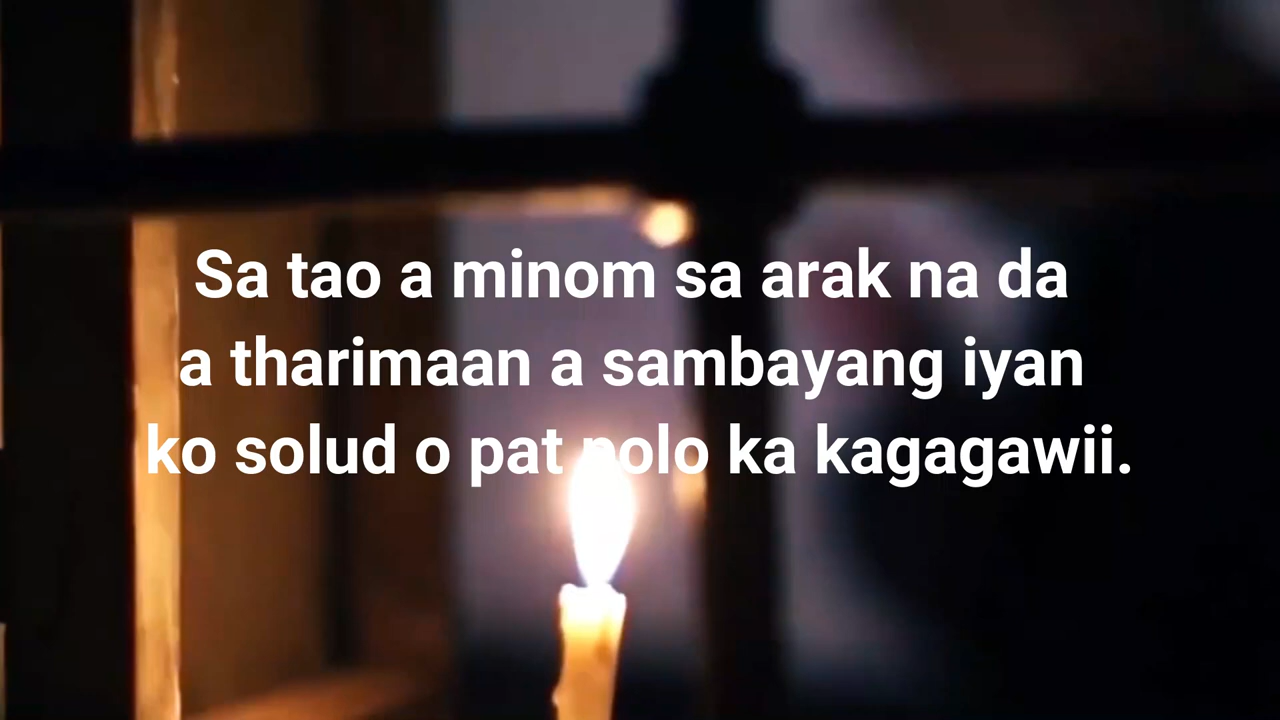 Sa tao a minom sa arak na da
a tharimaan a sambayang iyan
ko solud o pat polo ka kagagawii.